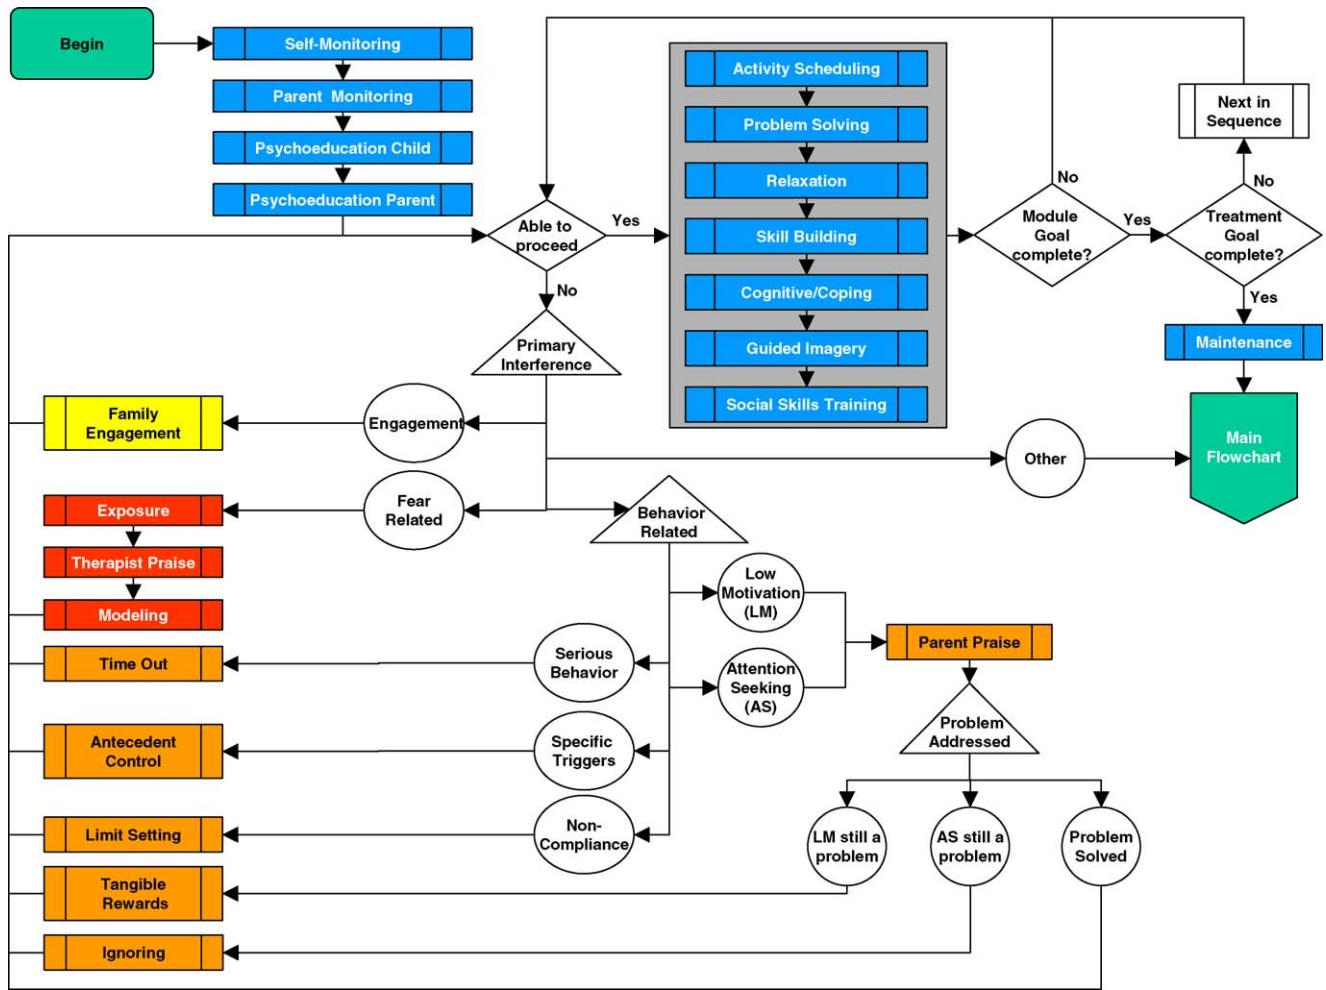 Begin
Self-Monitoring
Parent Monitoring
Psychoeducation Child
Psychoeducation Parent
Able to
proceed
Yes
No
Activity Scheduling
Problem Solving
Relaxation
Skill Building
Cognitive/Coping
Guided Imagery
Social Skills Training
Module
Goal
complete?
No
Yes
Treatment
Goal
complete?
No
Yes
Next in
Sequence
Maintenance
Main
Flowchart
Other
Primary
Interference
Engagement
Family
Engagement
Fear
Related
Exposure
Therapist Praise
Modeling
Behavior
Related
Low
Motivation
(LM)
Attention
Seeking
(AS)
Serious
Behavior
Time Out
Specific
Triggers
Antecedent
Control
Non-
Compliance
Limit Setting
Parent Praise
Problem
Addressed
LM still a
problem
AS still a
problem
Problem
Solved
Tangible
Rewards
Ignoring